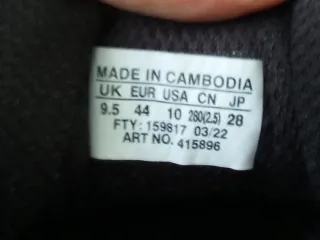 MADE IN CAMBODIA
UK EUR USA CN JP
9.5 44 10 280(2.5) 28
FTY: 159817 03/22
ART NO. 415896